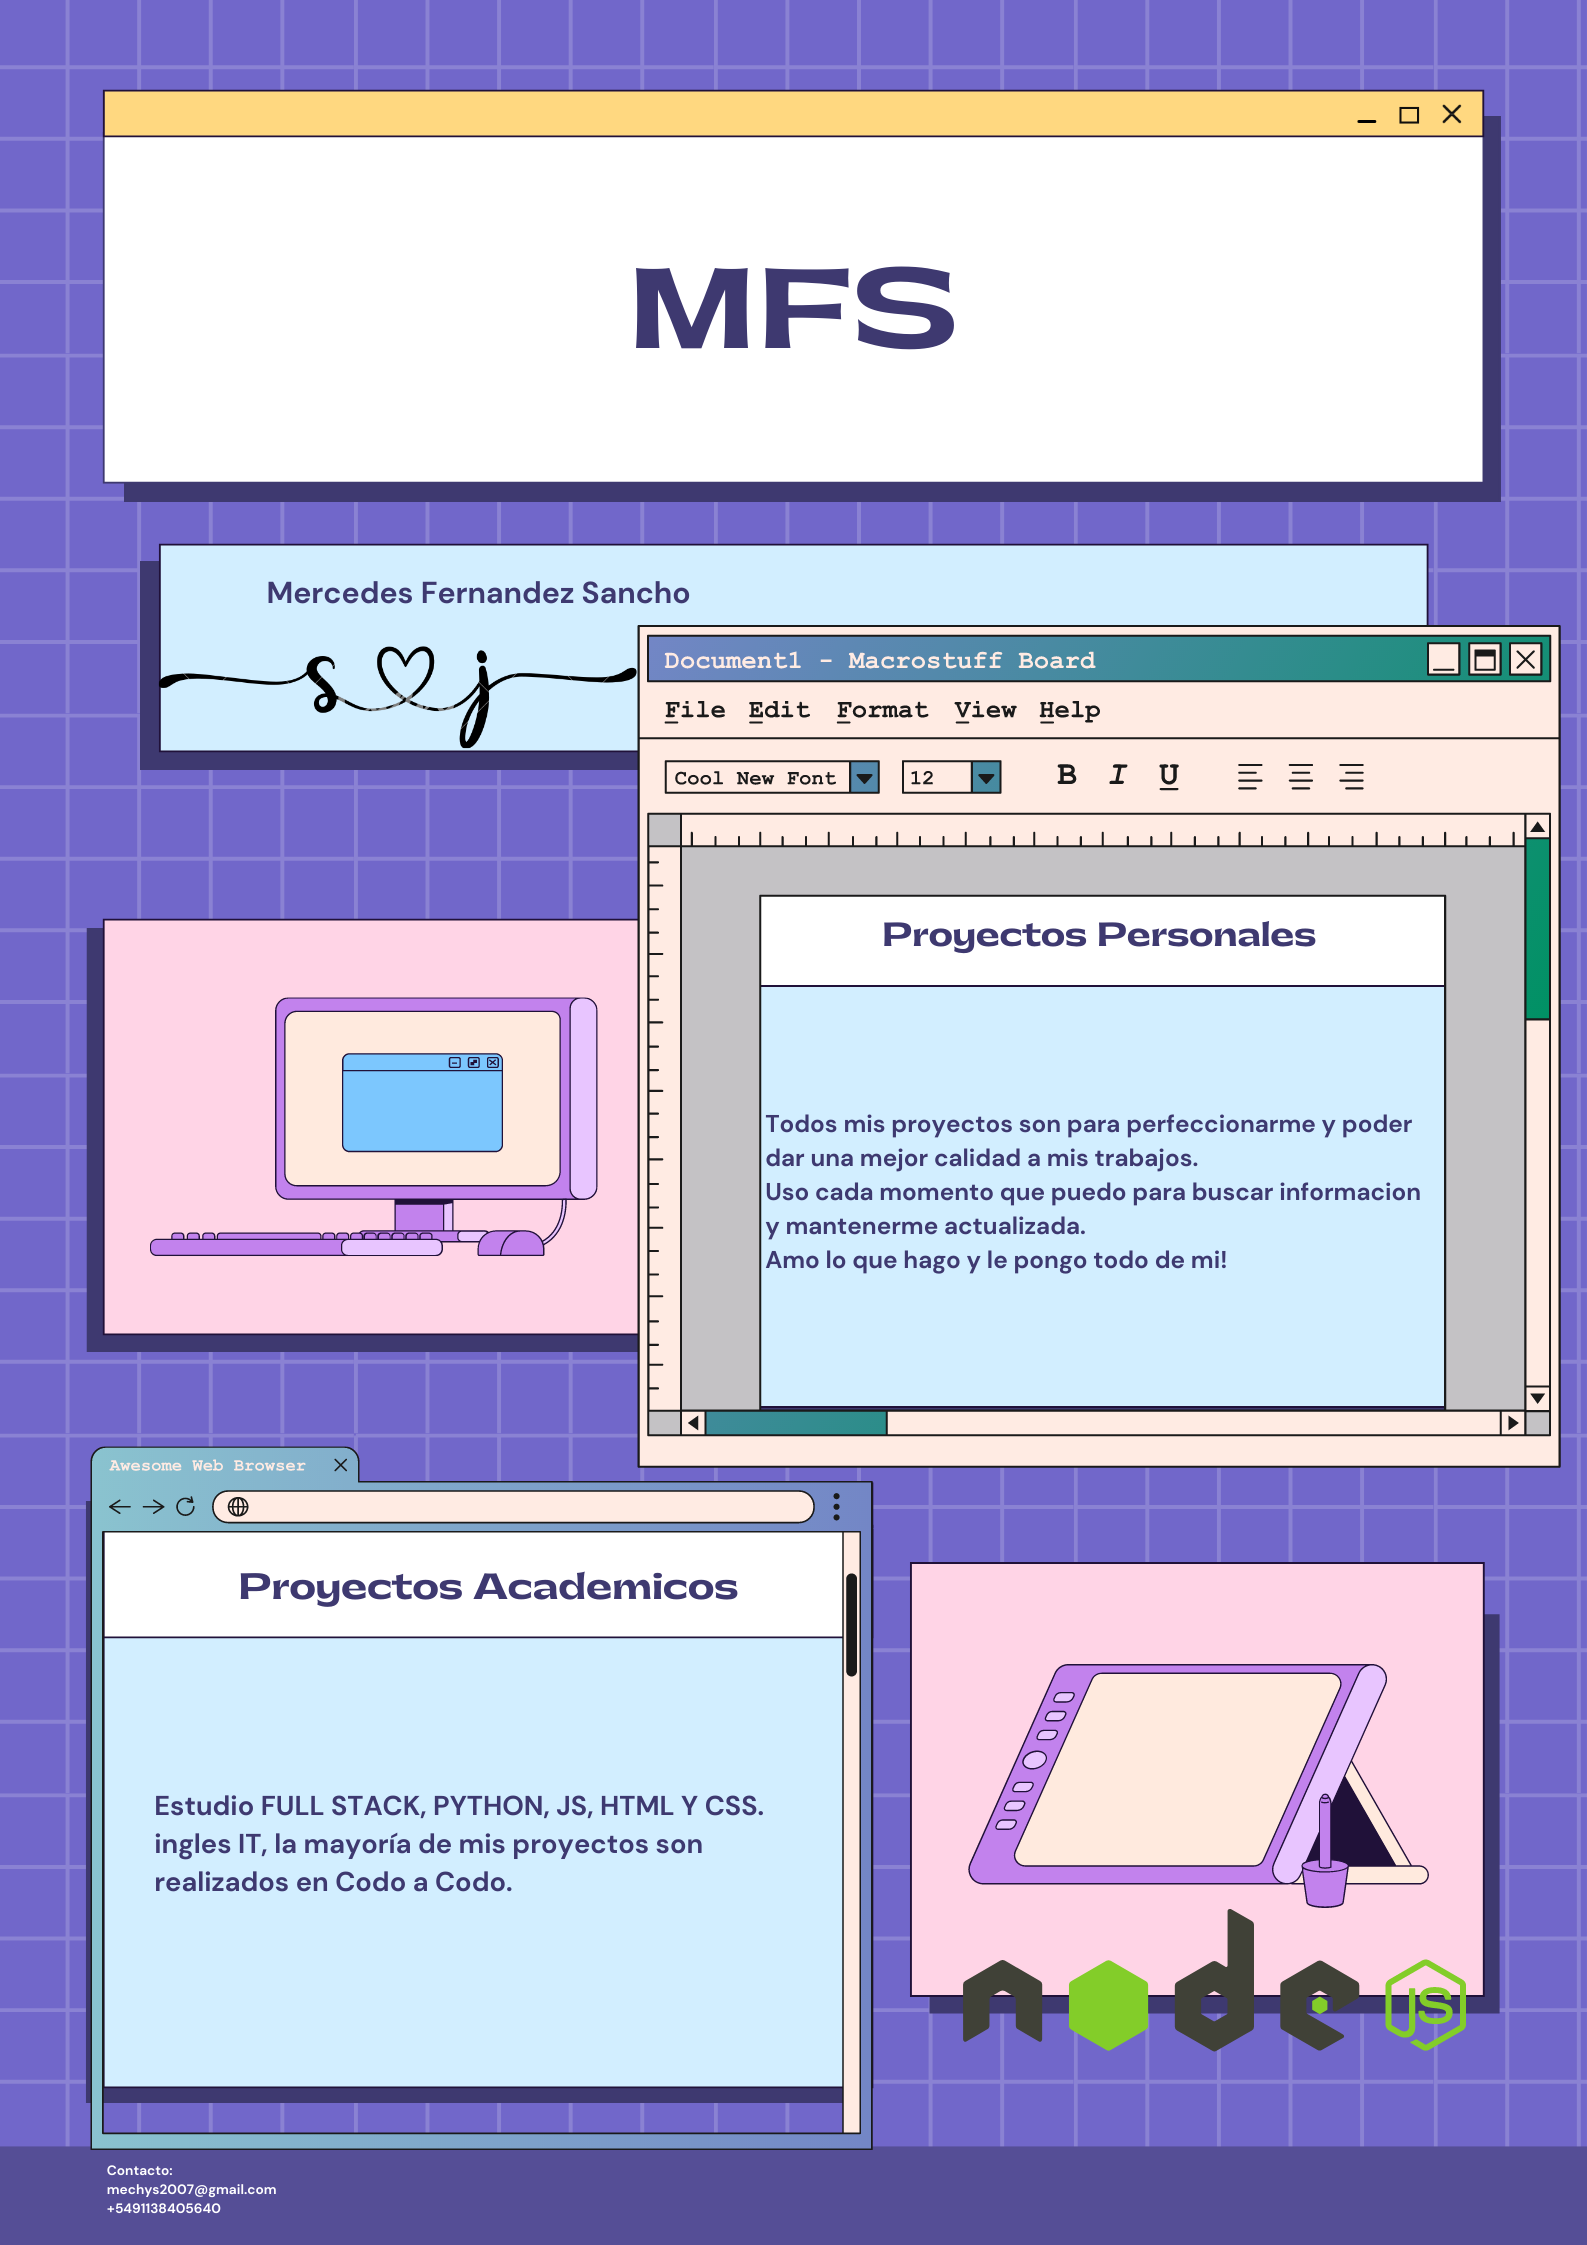 MFS
Mercedes Fernandez Sancho
s j
Document1 - Macrostuff Board
File Edit Format View Help
Cool New Font 12 B I U
Proyectos Personales
Todos mis proyectos son para perfeccionarme y poder
dar una mejor calidad a mis trabajos.
Uso cada momento que puedo para buscar informacion
y mantenerme actualizada.
Amo lo que hago y le pongo todo de mi!
Awesome Web Browser
Proyectos Academicos
Estudio FULL STACK, PYTHON, JS, HTML Y CSS.
ingles IT, la mayoría de mis proyectos son
realizados en Codo a Codo.
node JS
Contacto:
mechys2007@gmail.com
+5491138405640